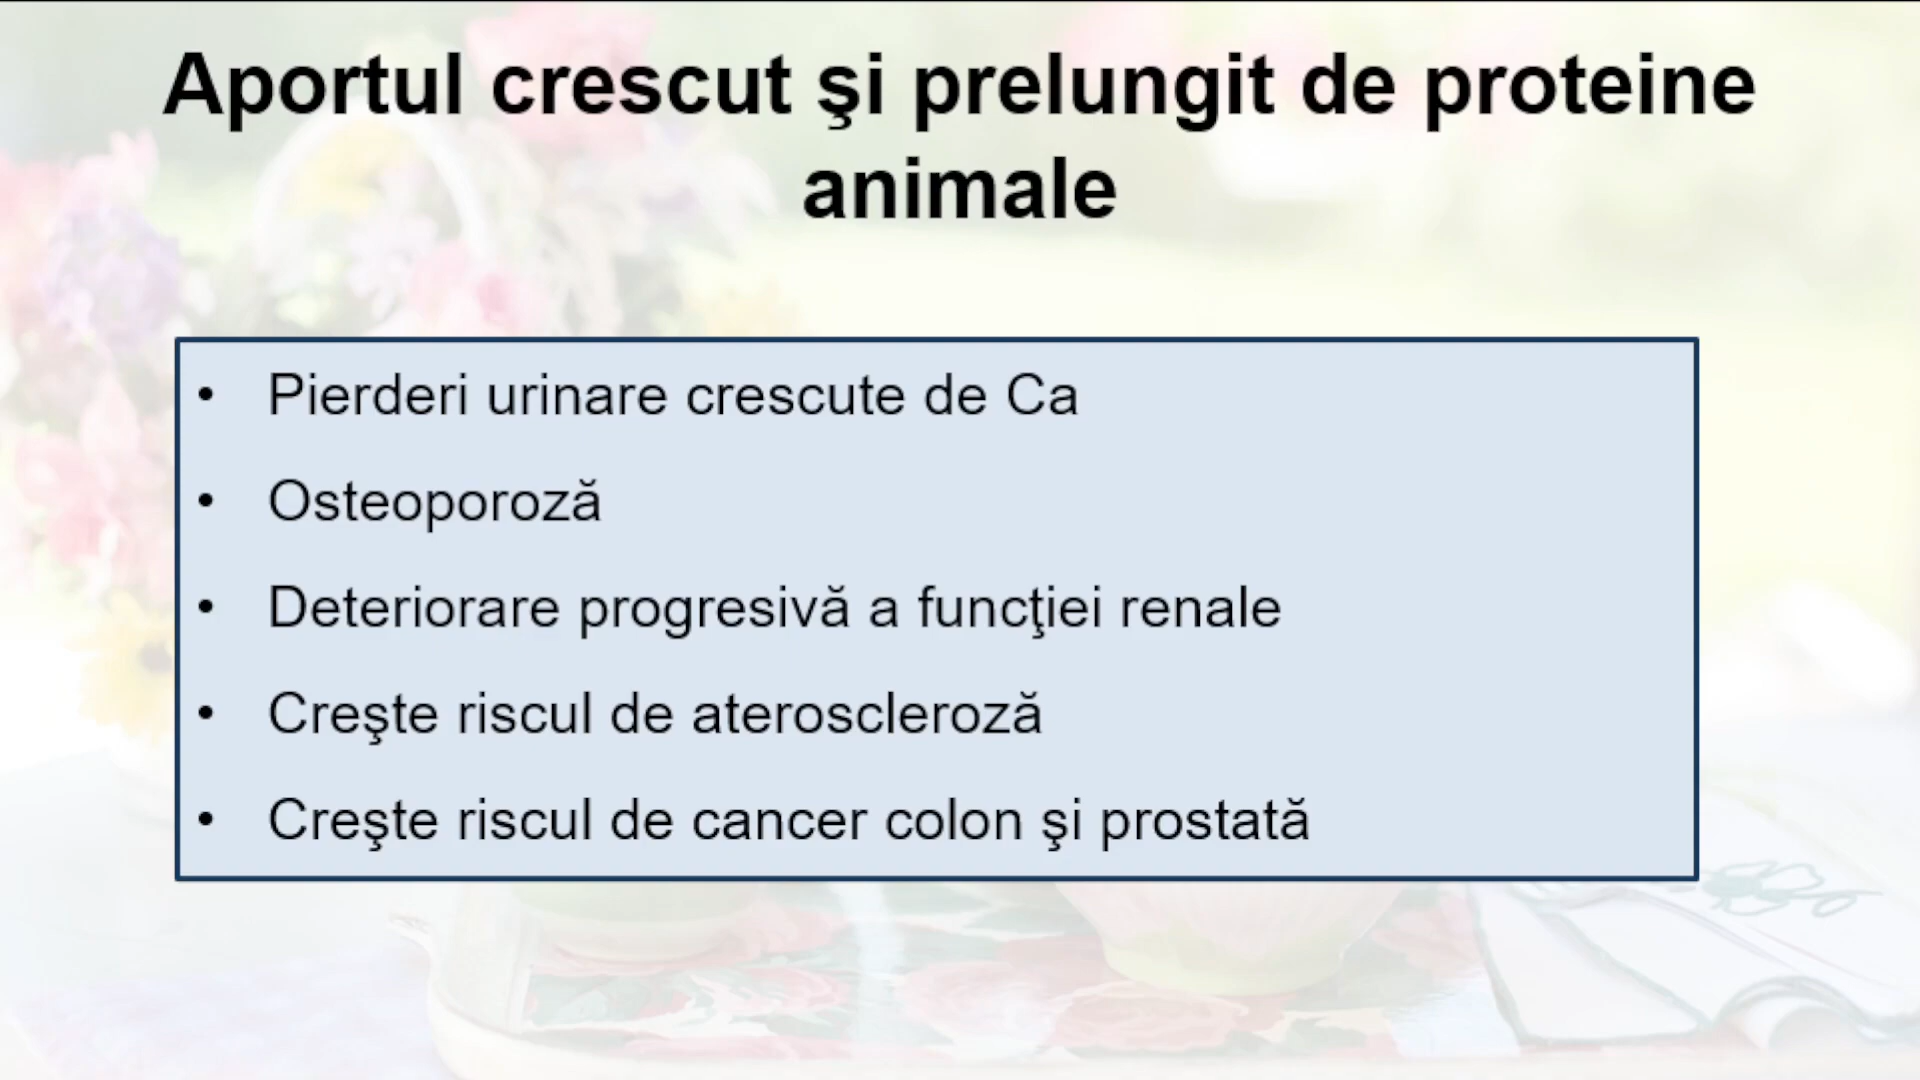 Aportul crescut şi prelungit de proteine
animale
• Pierderi urinare crescute de Ca
• Osteoporoză
• Deteriorare progresivă a funcţiei renale
• Creşte riscul de ateroscleroză
• Creşte riscul de cancer colon şi prostată